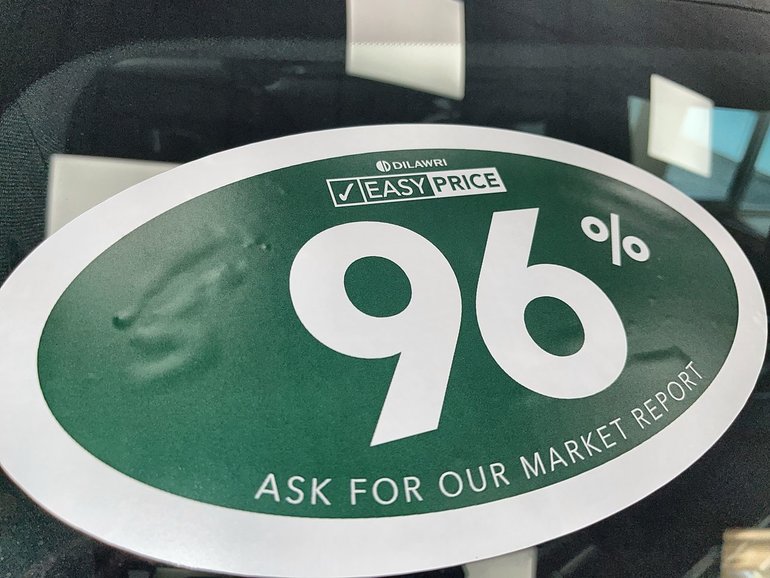 DILAWRI
✓ EASY PRICE
96%
ASK FOR OUR MARKET REPORT